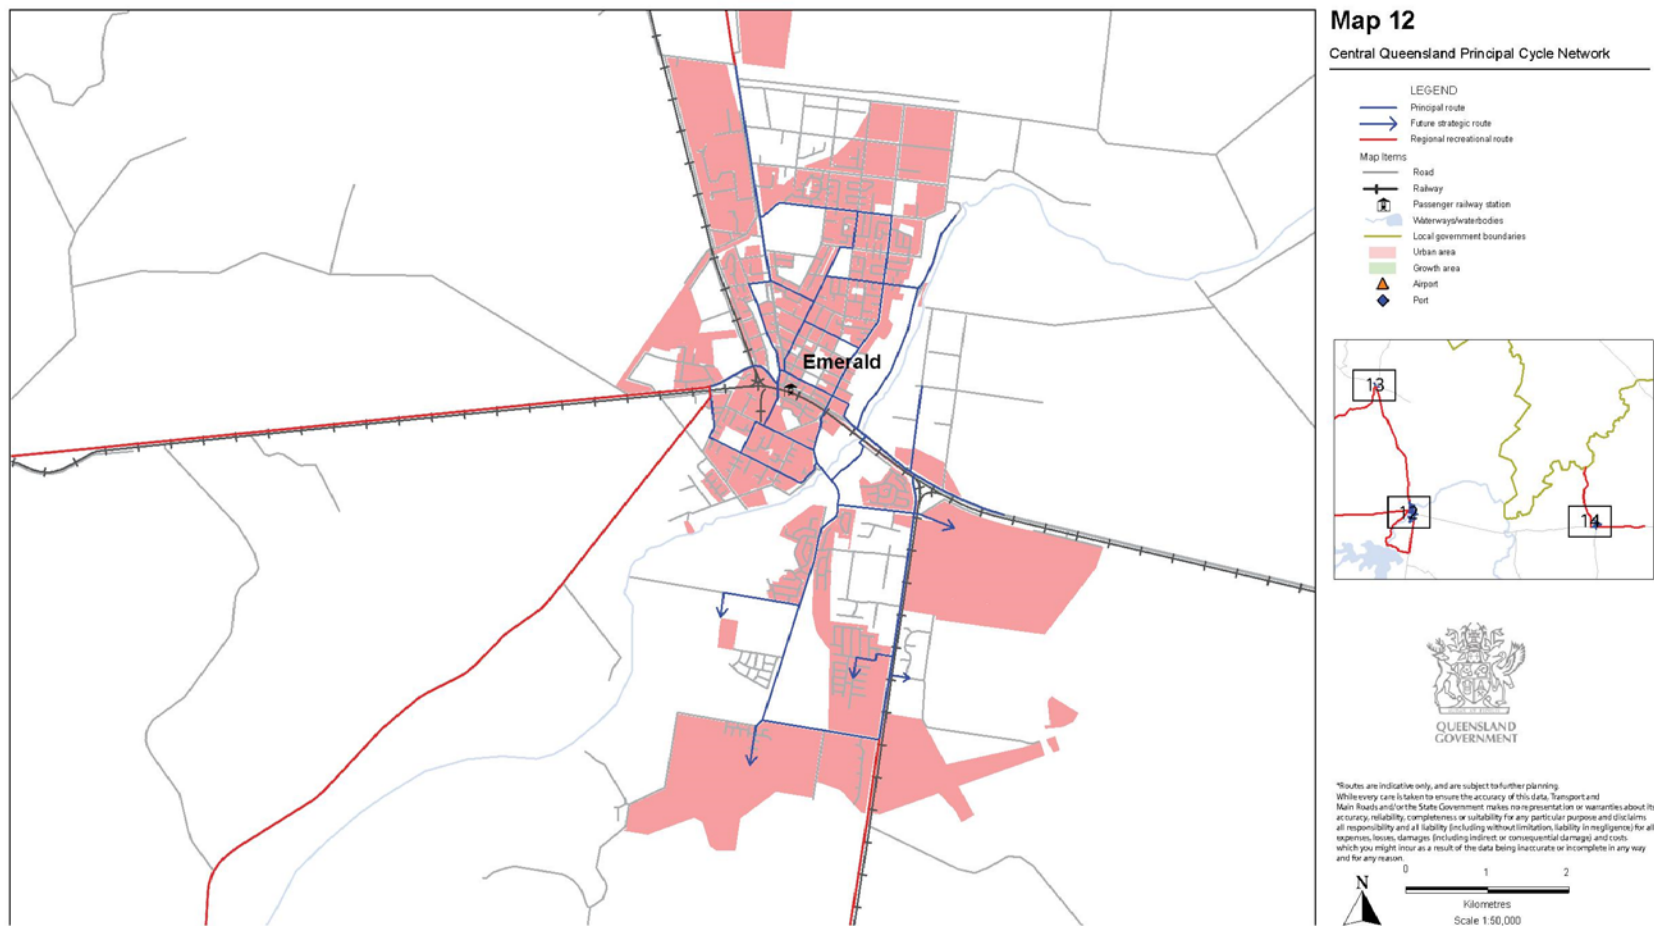 Map 12
Central Queensland Principal Cycle Network
LEGEND
Principal route
Future strategic route
Regional recreational route
Map Items
Road
Railway
Passenger railway station
Waterways/waterbodies
Local government boundaries
Urban area
Growth area
Airport
Port
Emerald
13
12
14
QUEENSLAND
GOVERNMENT
*Routes are indicative only, and are subject to further planning.
While every care is taken to ensure the accuracy of this data, Transport and
Main Roads and/or the State Government makes no representation or warranties about its
accuracy, reliability, completeness or suitability for any particular purpose and disclaims
all responsibility and all liability (including without limitation, liability in negligence) for all
expenses, losses, damages (including indirect or consequential damage) and costs
which you might incur as a result of the data being inaccurate or incomplete in any way
and for any reason.
0 1 2
N
Kilometres
Scale 1:50,000